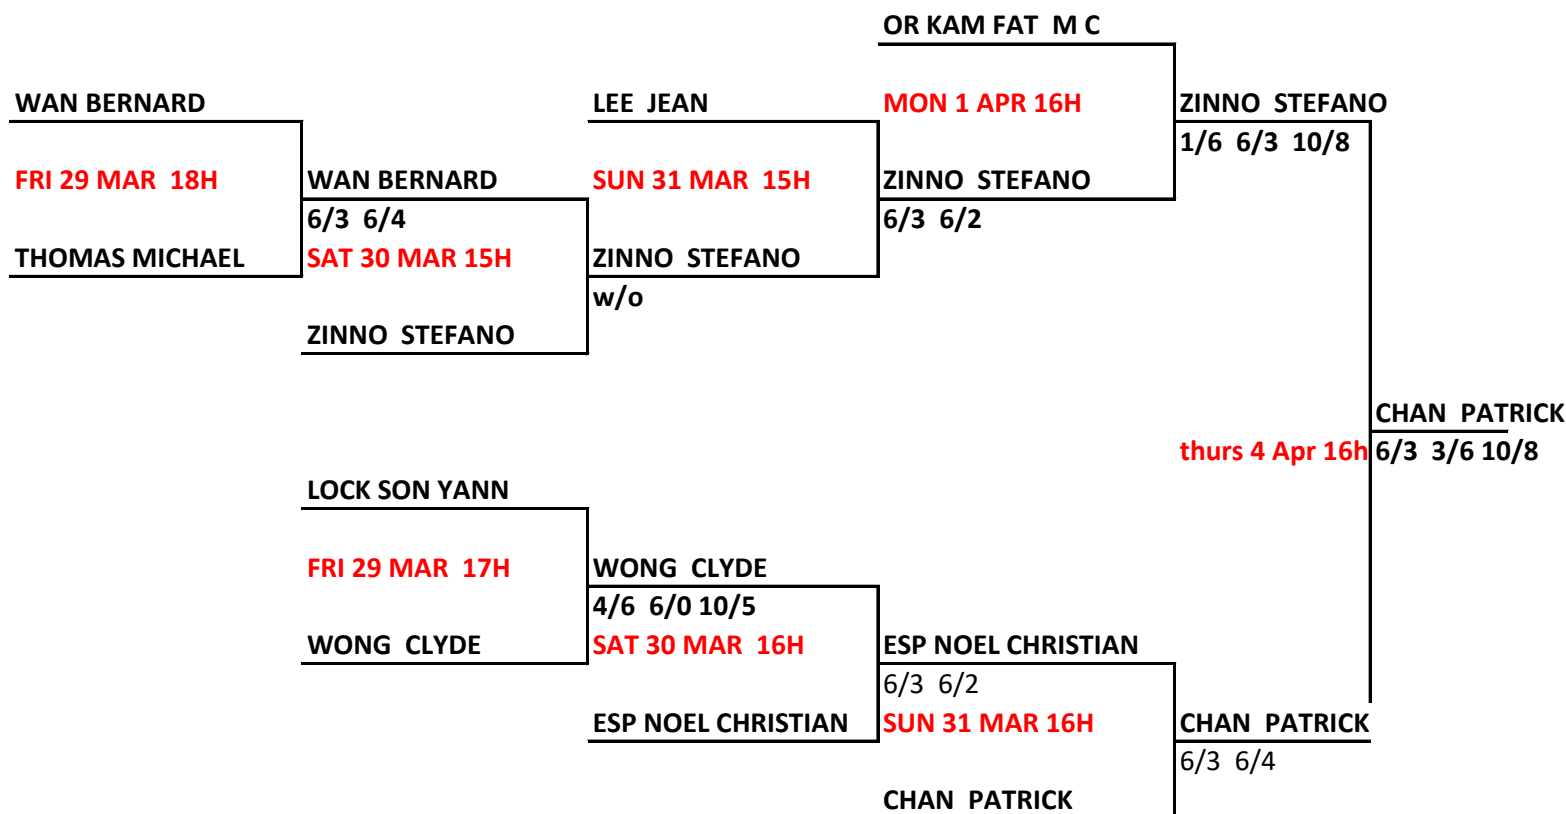 OR KAM FAT  M C
WAN BERNARD
LEE  JEAN
MON 1 APR 16H
ZINNO  STEFANO
1/6  6/3  10/8
FRI 29 MAR  18H
WAN BERNARD
SUN 31 MAR  15H
ZINNO  STEFANO
6/3  6/4
6/3  6/2
THOMAS MICHAEL
SAT 30 MAR 15H
ZINNO  STEFANO
w/o
ZINNO  STEFANO
CHAN  PATRICK
thurs 4 Apr 16h
6/3  3/6 10/8
LOCK SON YANN
FRI 29 MAR  17H
WONG  CLYDE
4/6  6/0 10/5
WONG  CLYDE
SAT 30 MAR  16H
ESP NOEL CHRISTIAN
6/3  6/2
ESP NOEL CHRISTIAN
SUN 31 MAR 16H
CHAN  PATRICK
6/3  6/4
CHAN  PATRICK